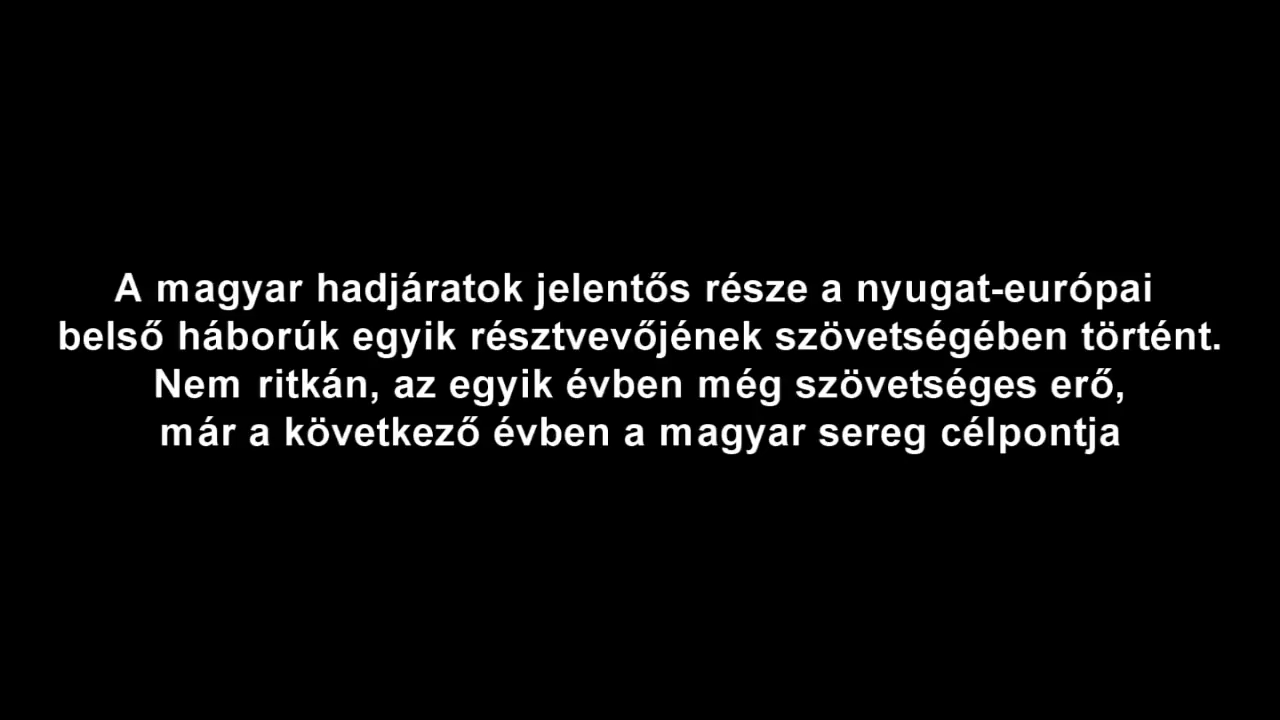 A magyar hadjáratok jelentős része a nyugat-európai
belső háborúk egyik résztvevőjének szövetségében történt.
Nem ritkán, az egyik évben még szövetséges erő,
már a következő évben a magyar sereg célpontja